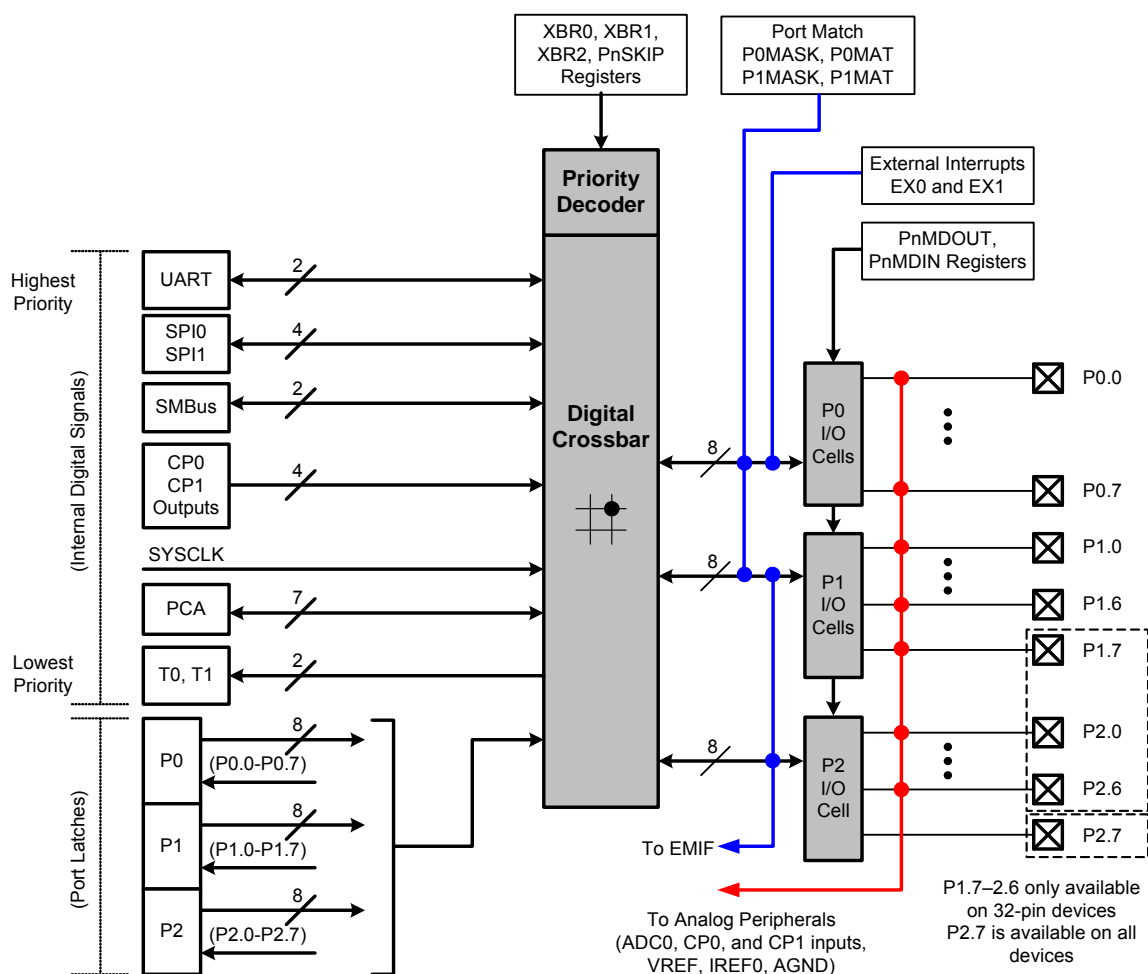 XBR0, XBR1,
XBR2, PnSKIP
Registers
Port Match
P0MASK, P0MAT
P1MASK, P1MAT
External Interrupts
EX0 and EX1
Priority
Decoder
PnMDOUT,
PnMDIN Registers
Highest
Priority
(Internal Digital Signals)
Lowest
Priority
UART
2
SPI0
SPI1
4
SMBus
2
CP0
CP1
Outputs
4
SYSCLK
PCA
7
T0, T1
2
Digital
Crossbar
8
8
8
P0
I/O
Cells
P1
I/O
Cells
P2
I/O
Cell
P0.0
P0.7
P1.0
P1.6
P1.7
P2.0
P2.6
P2.7
(Port Latches)
P0
8
(P0.0-P0.7)
P1
8
(P1.0-P1.7)
P2
8
(P2.0-P2.7)
To EMIF
To Analog Peripherals
(ADC0, CP0, and CP1 inputs,
VREF, IREF0, AGND)
P1.7–2.6 only available
on 32-pin devices
P2.7 is available on all
devices